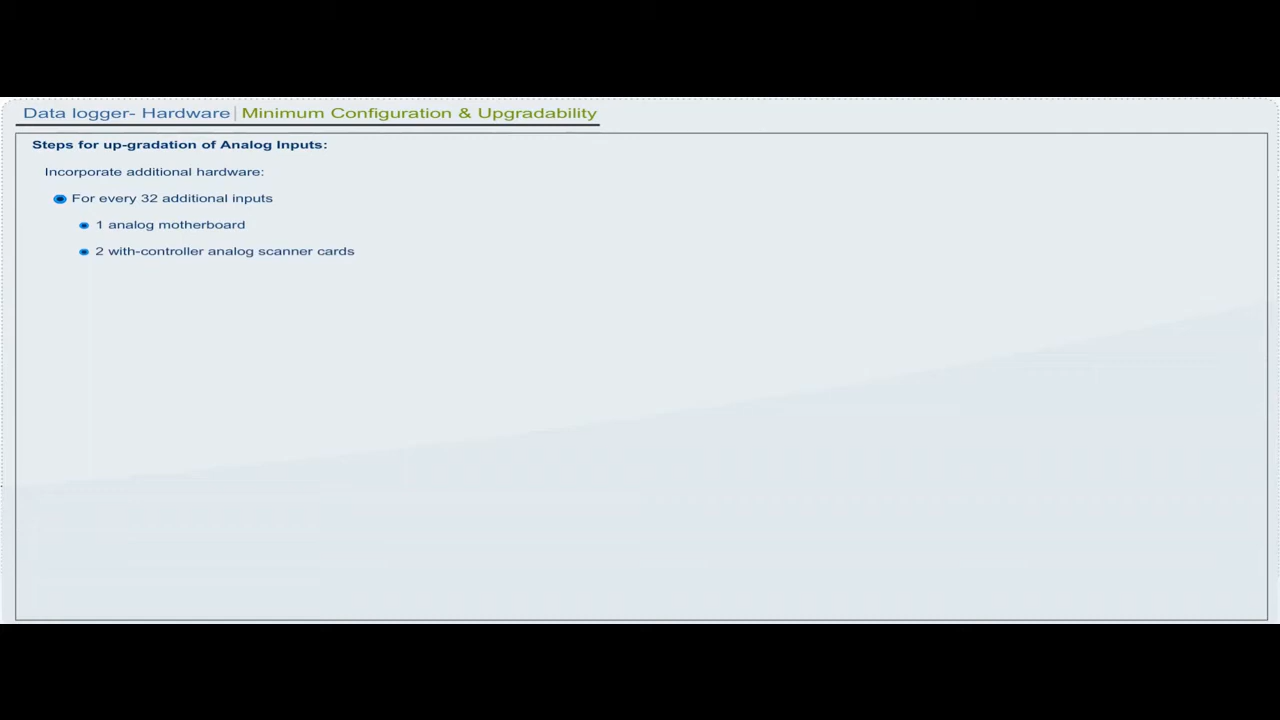 Data logger- Hardware | Minimum Configuration & Upgradability
Steps for up-gradation of Analog Inputs:
Incorporate additional hardware:
For every 32 additional inputs
1 analog motherboard
2 with-controller analog scanner cards